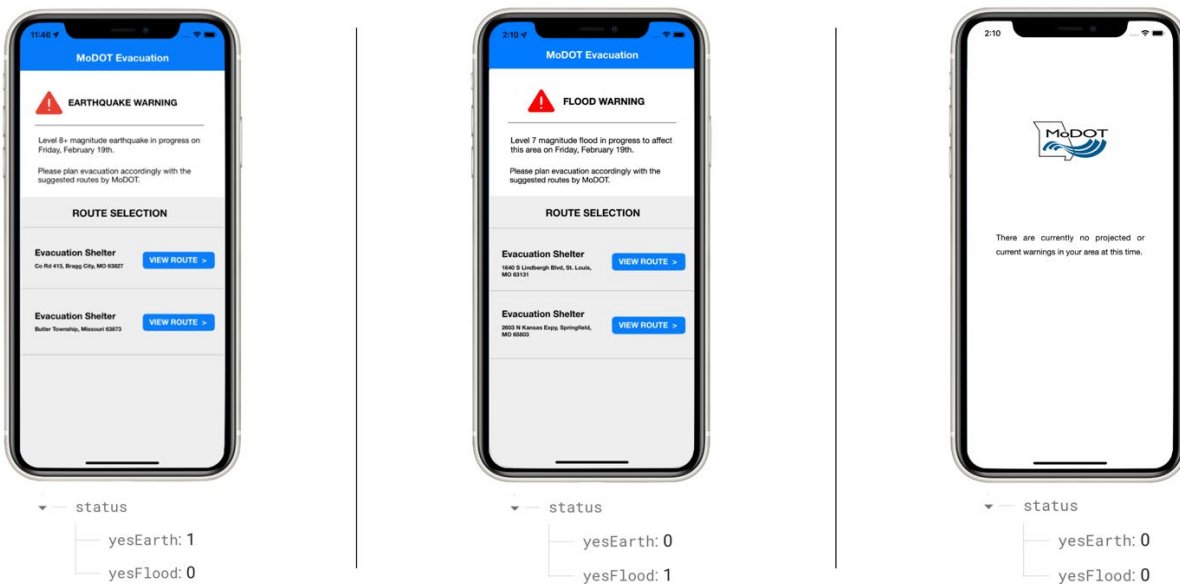 11:46
MoDOT Evacuation
EARTHQUAKE WARNING
Level 8+ magnitude earthquake in progress on
Friday, February 19th.
Please plan evacuation accordingly with the
suggested routes by MoDOT.
ROUTE SELECTION
Evacuation Shelter
Co Rd 413, Bragg City, MO 63827
VIEW ROUTE >
Evacuation Shelter
Butler Township, Missouri 63873
VIEW ROUTE >
status
yesEarth: 1
yesFlood: 0
2:10
MoDOT Evacuation
FLOOD WARNING
Level 7 magnitude flood in progress to affect
this area on Friday, February 19th.
Please plan evacuation accordingly with the
suggested routes by MoDOT.
ROUTE SELECTION
Evacuation Shelter
1640 S Lindbergh Blvd, St. Louis,
MO 63131
VIEW ROUTE >
Evacuation Shelter
2603 N Kansas Expy, Springfield,
MO 65803
VIEW ROUTE >
status
yesEarth: 0
yesFlood: 1
2:10
MoDOT
There are currently no projected or
current warnings in your area at this time.
status
yesEarth: 0
yesFlood: 0